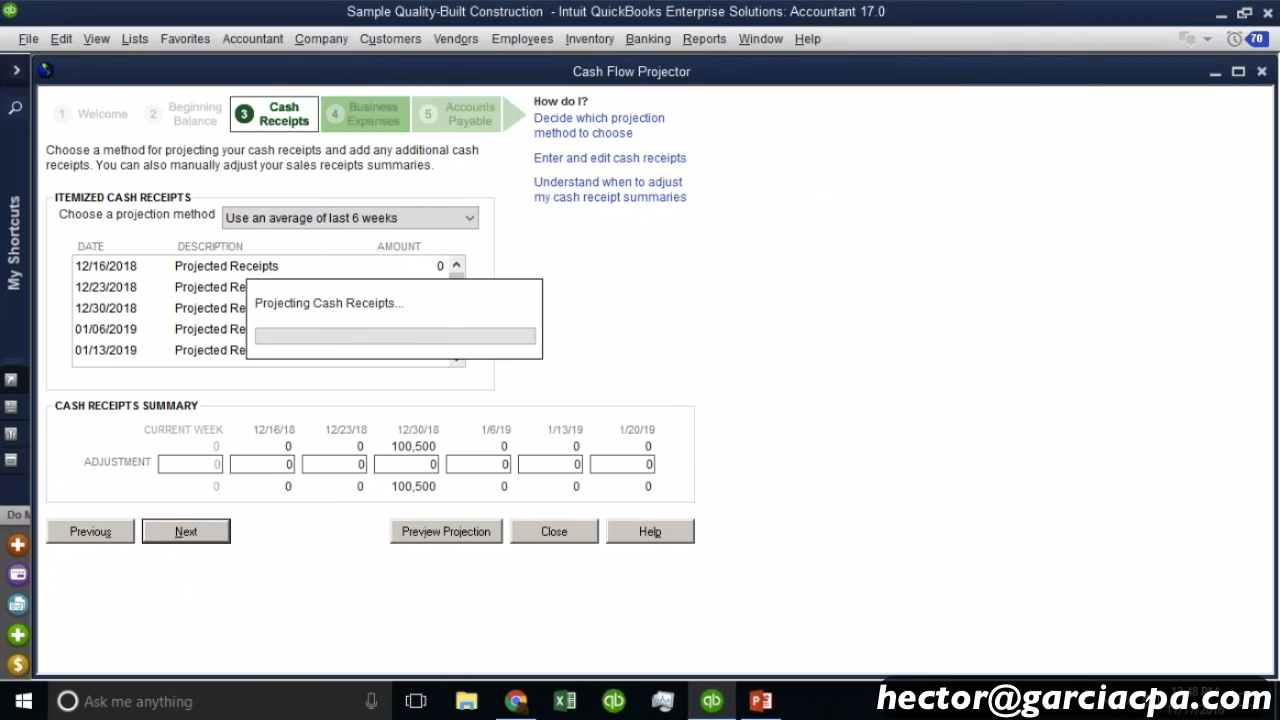 Sample Quality-Built Construction - Intuit QuickBooks Enterprise Solutions: Accountant 17.0
File Edit View Lists Favorites Accountant Company Customers Vendors Employees Inventory Banking Reports Window Help
70
Cash Flow Projector
1 Welcome
2 Beginning Balance
3 Cash Receipts
4 Business Expenses
5 Accounts Payable
How do I?
Decide which projection
method to choose
Enter and edit cash receipts
Understand when to adjust
my cash receipt summaries
Choose a method for projecting your cash receipts and add any additional cash
receipts. You can also manually adjust your sales receipts summaries.
ITEMIZED CASH RECEIPTS
Choose a projection method Use an average of last 6 weeks
DATE DESCRIPTION AMOUNT
12/16/2018 Projected Receipts 0
12/23/2018 Projected Re
12/30/2018 Projected Re
01/06/2019 Projected Re
01/13/2019 Projected Re
Projecting Cash Receipts...
CASH RECEIPTS SUMMARY
CURRENT WEEK 12/16/18 12/23/18 12/30/18 1/6/19 1/13/19 1/20/19
0 0 0 100,500 0 0 0
ADJUSTMENT 0 0 0 0 0 0 0
0 0 0 100,500 0 0 0
Previous Next Preview Projection Close Help
My Shortcuts
Do M
Ask me anything
hector@garciacpa.com